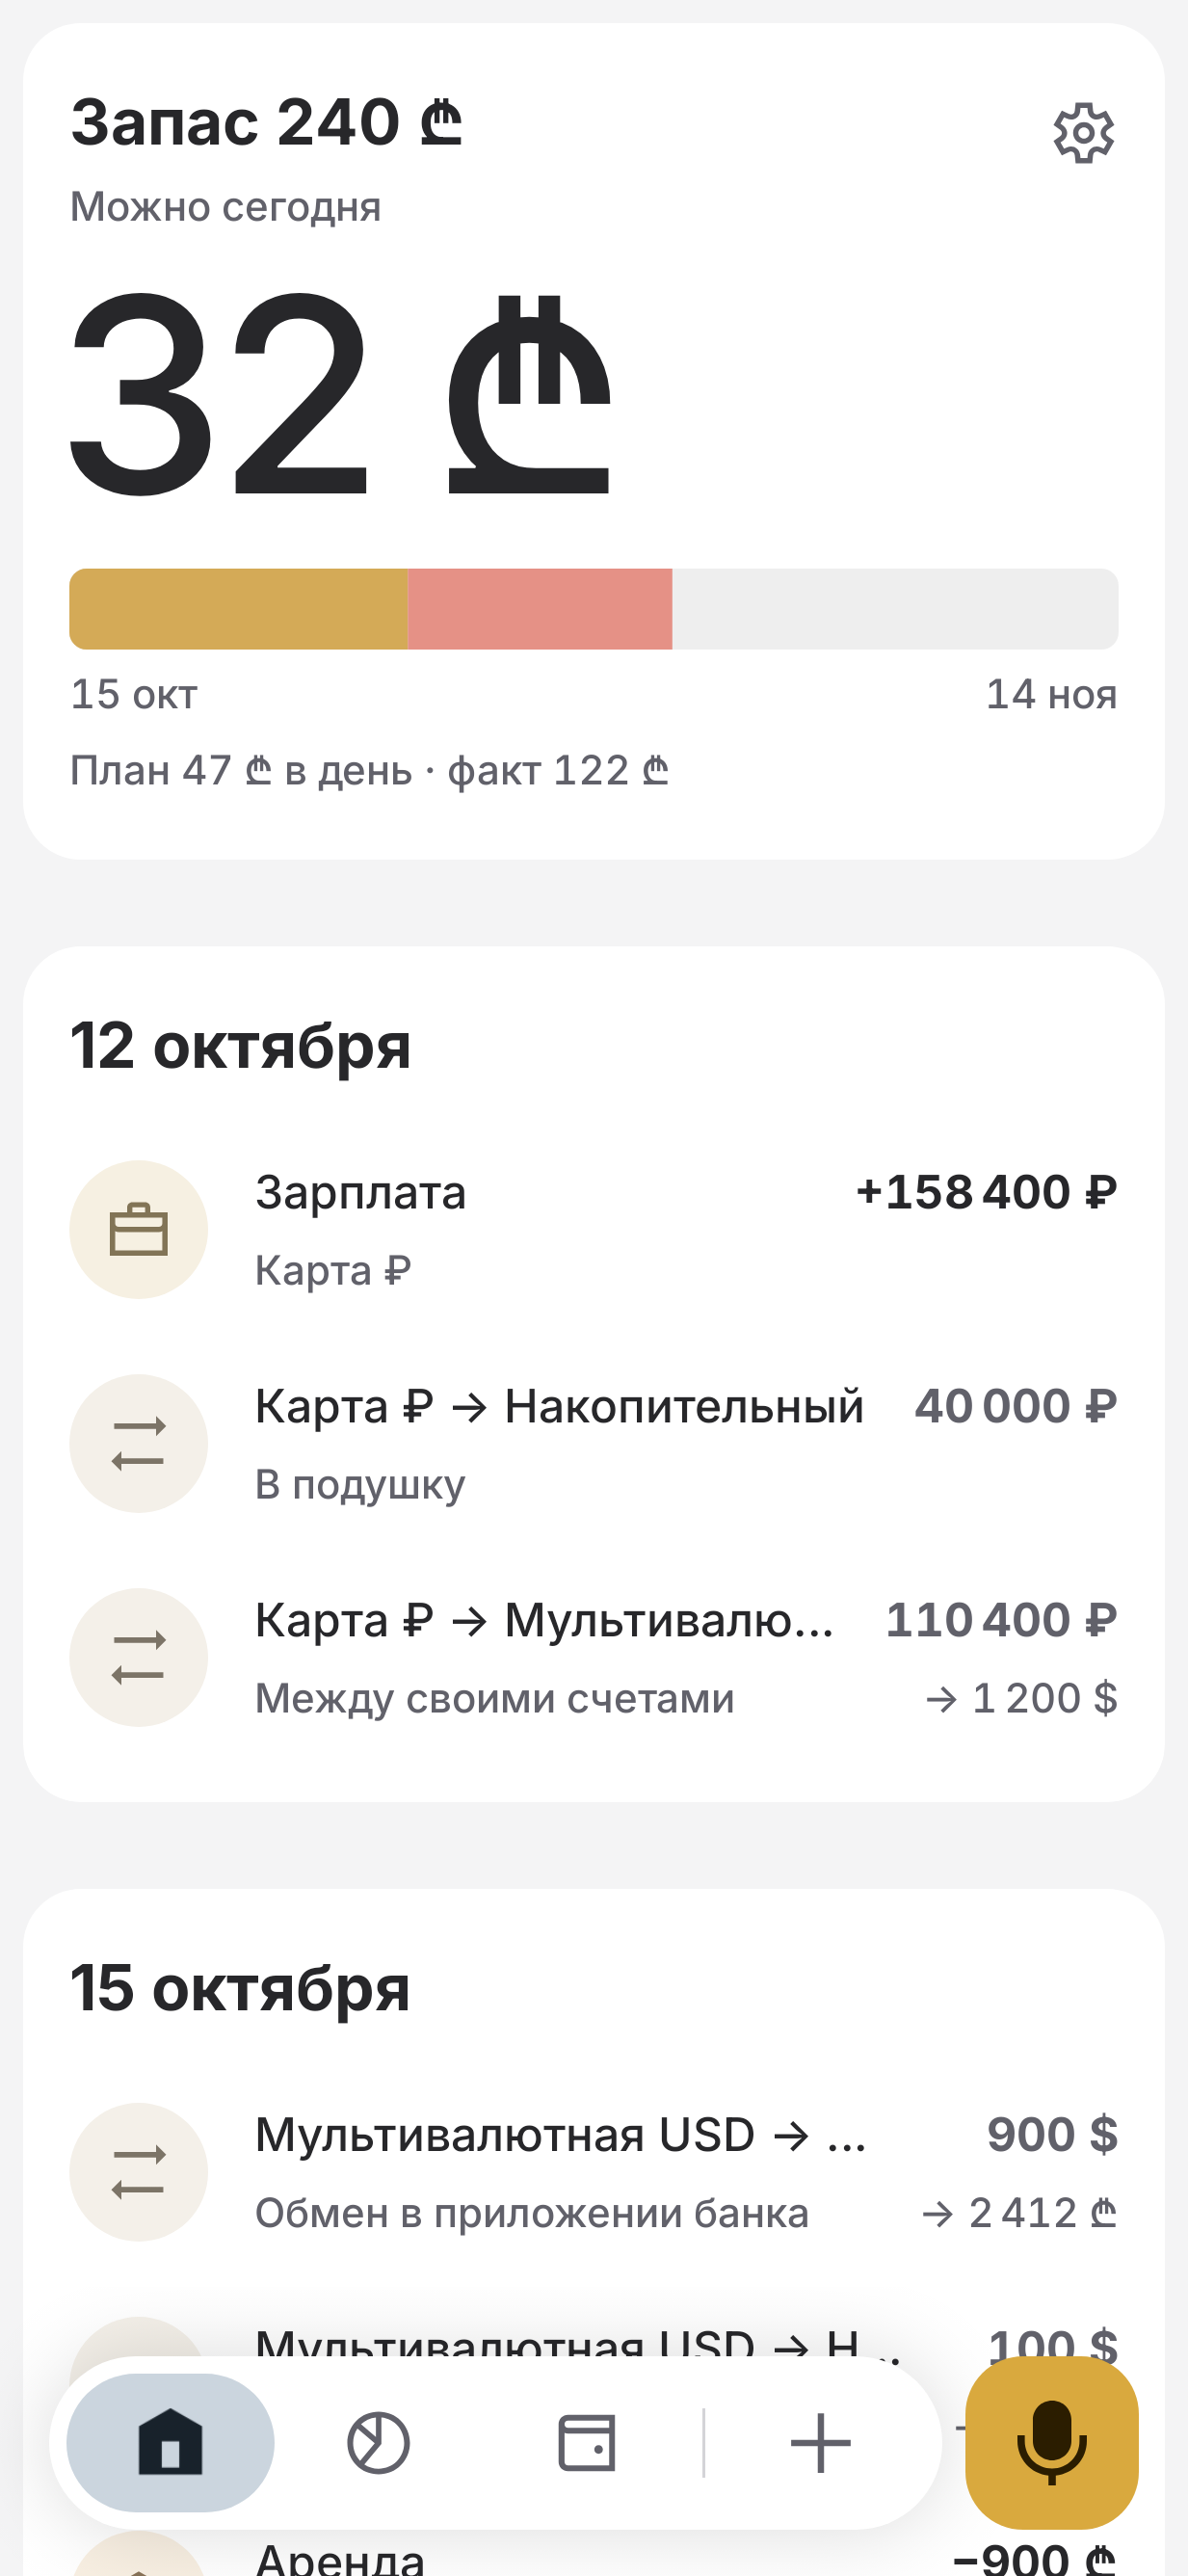 Запас 240 ₾
Можно сегодня
32 ₾
15 окт 14 ноя
План 47 ₾ в день · факт 122 ₾
12 октября
Зарплата +158 400 ₽
Карта ₽
Карта ₽ → Накопительный 40 000 ₽
В подушку
Карта ₽ → Мультивалю... 110 400 ₽
Между своими счетами → 1 200 $
15 октября
Мультивалютная USD → ... 900 $
Обмен в приложении банка → 2 412 ₾
Мультивалютная USD → Н... 100 $
Аренда −900 ₾